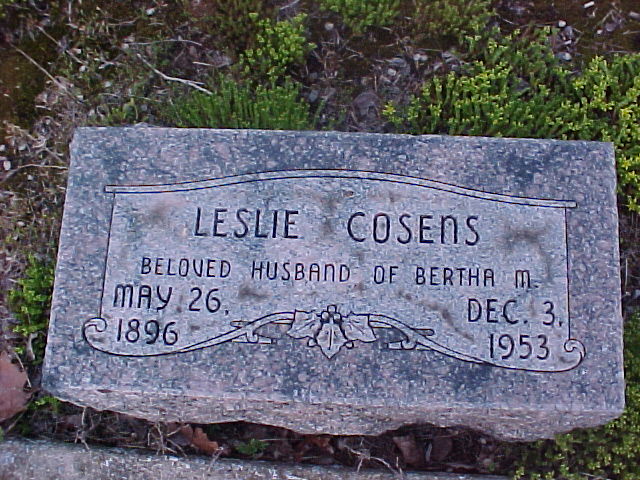 LESLIE COSENS
BELOVED HUSBAND OF BERTHA M.
MAY 26, DEC. 3,
1896 1953